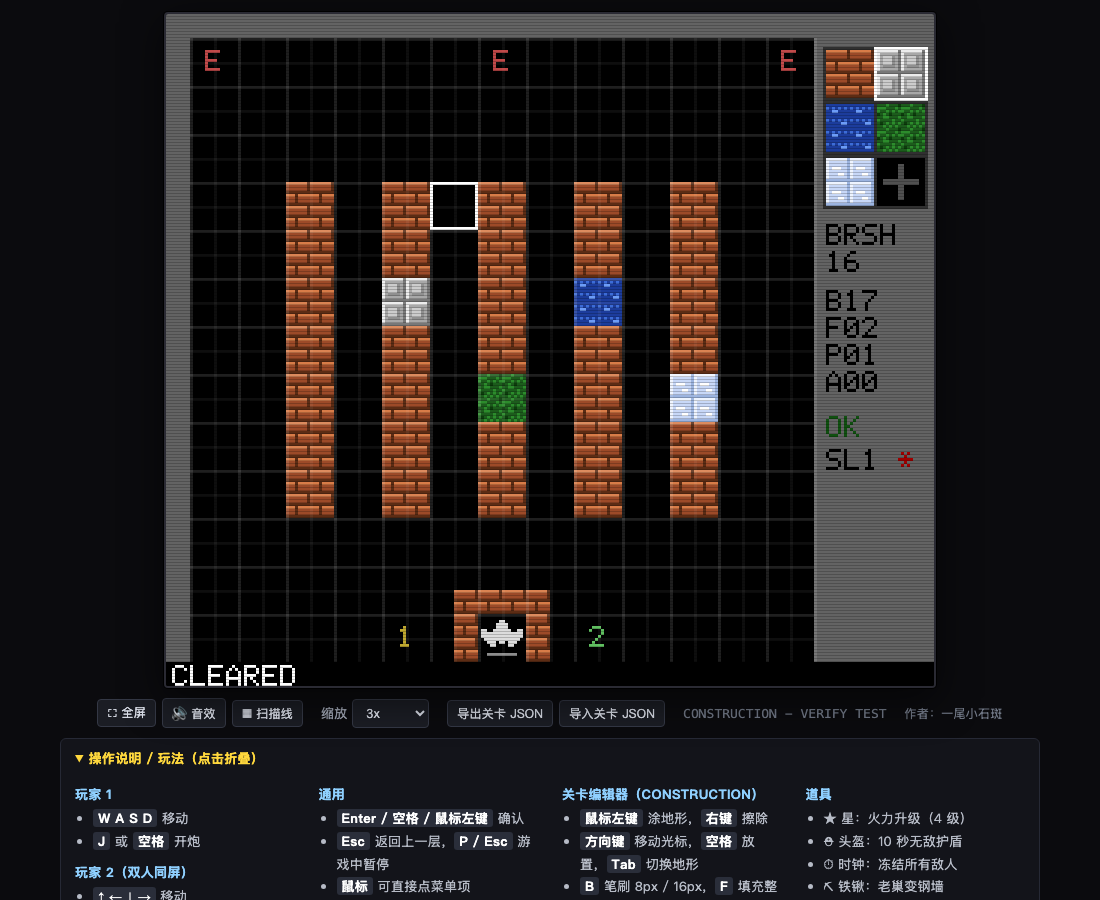 E E E
BRSH
16
B17
F02
P01
A00
OK
SL1 *
1 2
CLEARED
全屏 音效 扫描线 缩放 3x 导出关卡 JSON 导入关卡 JSON CONSTRUCTION — VERIFY TEST 作者：一尾小石斑
▼ 操作说明 / 玩法（点击折叠）
玩家 1
W A S D 移动
J 或 空格 开炮
玩家 2（双人同屏）
↑ ← ↓ → 移动
通用
Enter / 空格 / 鼠标左键 确认
Esc 返回上一层，P / Esc 游
戏中暂停
鼠标 可直接点菜单项
关卡编辑器（CONSTRUCTION）
鼠标左键 涂地形，右键 擦除
方向键 移动光标，空格 放
置，Tab 切换地形
B 笔刷 8px / 16px，F 填充整
道具
★ 星：火力升级（4 级）
⛑ 头盔：10 秒无敌护盾
⏱ 时钟：冻结所有敌人
⛏ 铁锹：老巢变钢墙